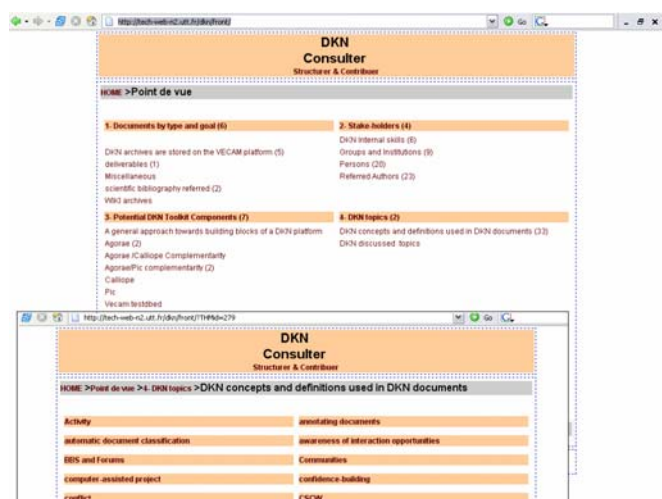 http://tech-web-n2.utt.fr/dkn/front/
Go
DKN
Consulter
Structurer & Contribuer
HOME >Point de vue
1- Documents by type and goal (6)
2- Stake-holders (4)
DKN internal skills (6)
DKN archives are stored on the VECAM platform (5)
Groups and Institutions (9)
deliverables (1)
Persons (20)
Miscellaneous
Referred Authors (23)
scientific bibliography referred (2)
WIKI archives
3- Potential DKN Toolkit Components (7)
4- DKN topics (2)
A general approach towards building blocks of a DKN platform
DKN concepts and definitions used in DKN documents (33)
Agorae (2)
DKN discussed topics
Agorae /Calliope Complementarity
Agorae/Pic complementarity (2)
Calliope
Pic
Vecam testdbed
http://tech-web-n2.utt.fr/dkn/front/?THMid=279
Go
DKN
Consulter
Structurer & Contribuer
HOME >Point de vue >4- DKN topics >DKN concepts and definitions used in DKN documents
Activity
annotating documents
automatic document classification
awareness of interaction opportunities
BBS and Forums
Communities
computer-assisted project
confidence-building
conflict
CSCW